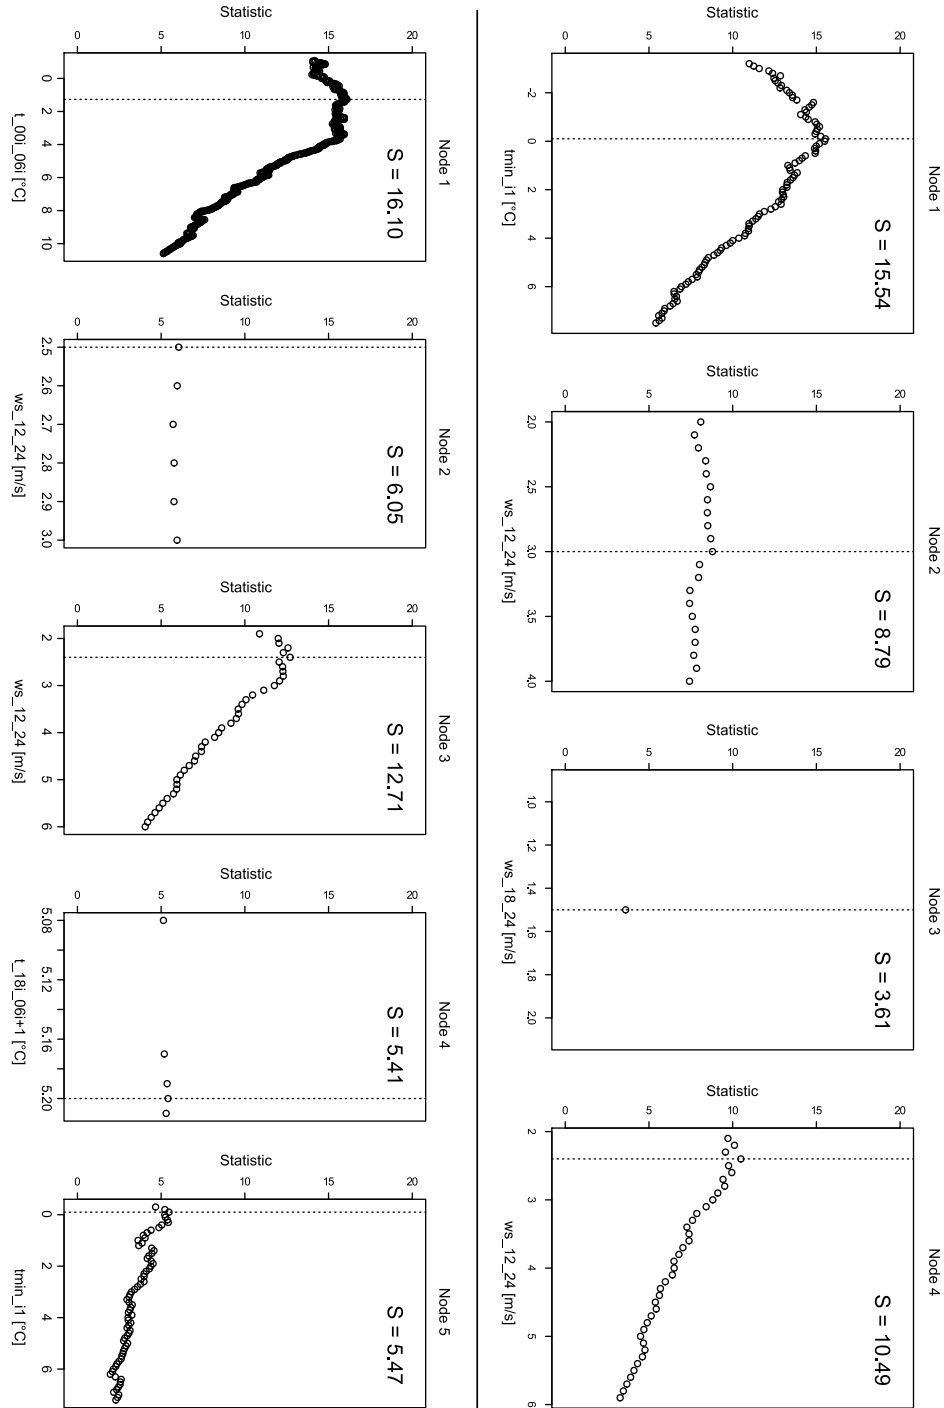 Node 1
S = 15.54
Statistic
20
15
10
5
0
-2 0 2 4 6
tmin_i1 [°C]
Node 2
S = 8.79
Statistic
20
15
10
5
0
2.0 2.5 3.0 3.5 4.0
ws_12_24 [m/s]
Node 3
S = 3.61
Statistic
20
15
10
5
0
1.0 1.2 1.4 1.6 1.8 2.0
ws_18_24 [m/s]
Node 4
S = 10.49
Statistic
20
15
10
5
0
2 3 4 5 6
ws_12_24 [m/s]
Node 1
S = 16.10
Statistic
20
15
10
5
0
0 2 4 6 8 10
t_00i_06i [°C]
Node 2
S = 6.05
Statistic
20
15
10
5
0
2.5 2.6 2.7 2.8 2.9 3.0
ws_12_24 [m/s]
Node 3
S = 12.71
Statistic
20
15
10
5
0
2 3 4 5 6
ws_12_24 [m/s]
Node 4
S = 5.41
Statistic
20
15
10
5
0
5.08 5.12 5.16 5.20
t_18i_06i+1 [°C]
Node 5
S = 5.47
Statistic
20
15
10
5
0
0 2 4 6
tmin_i1 [°C]